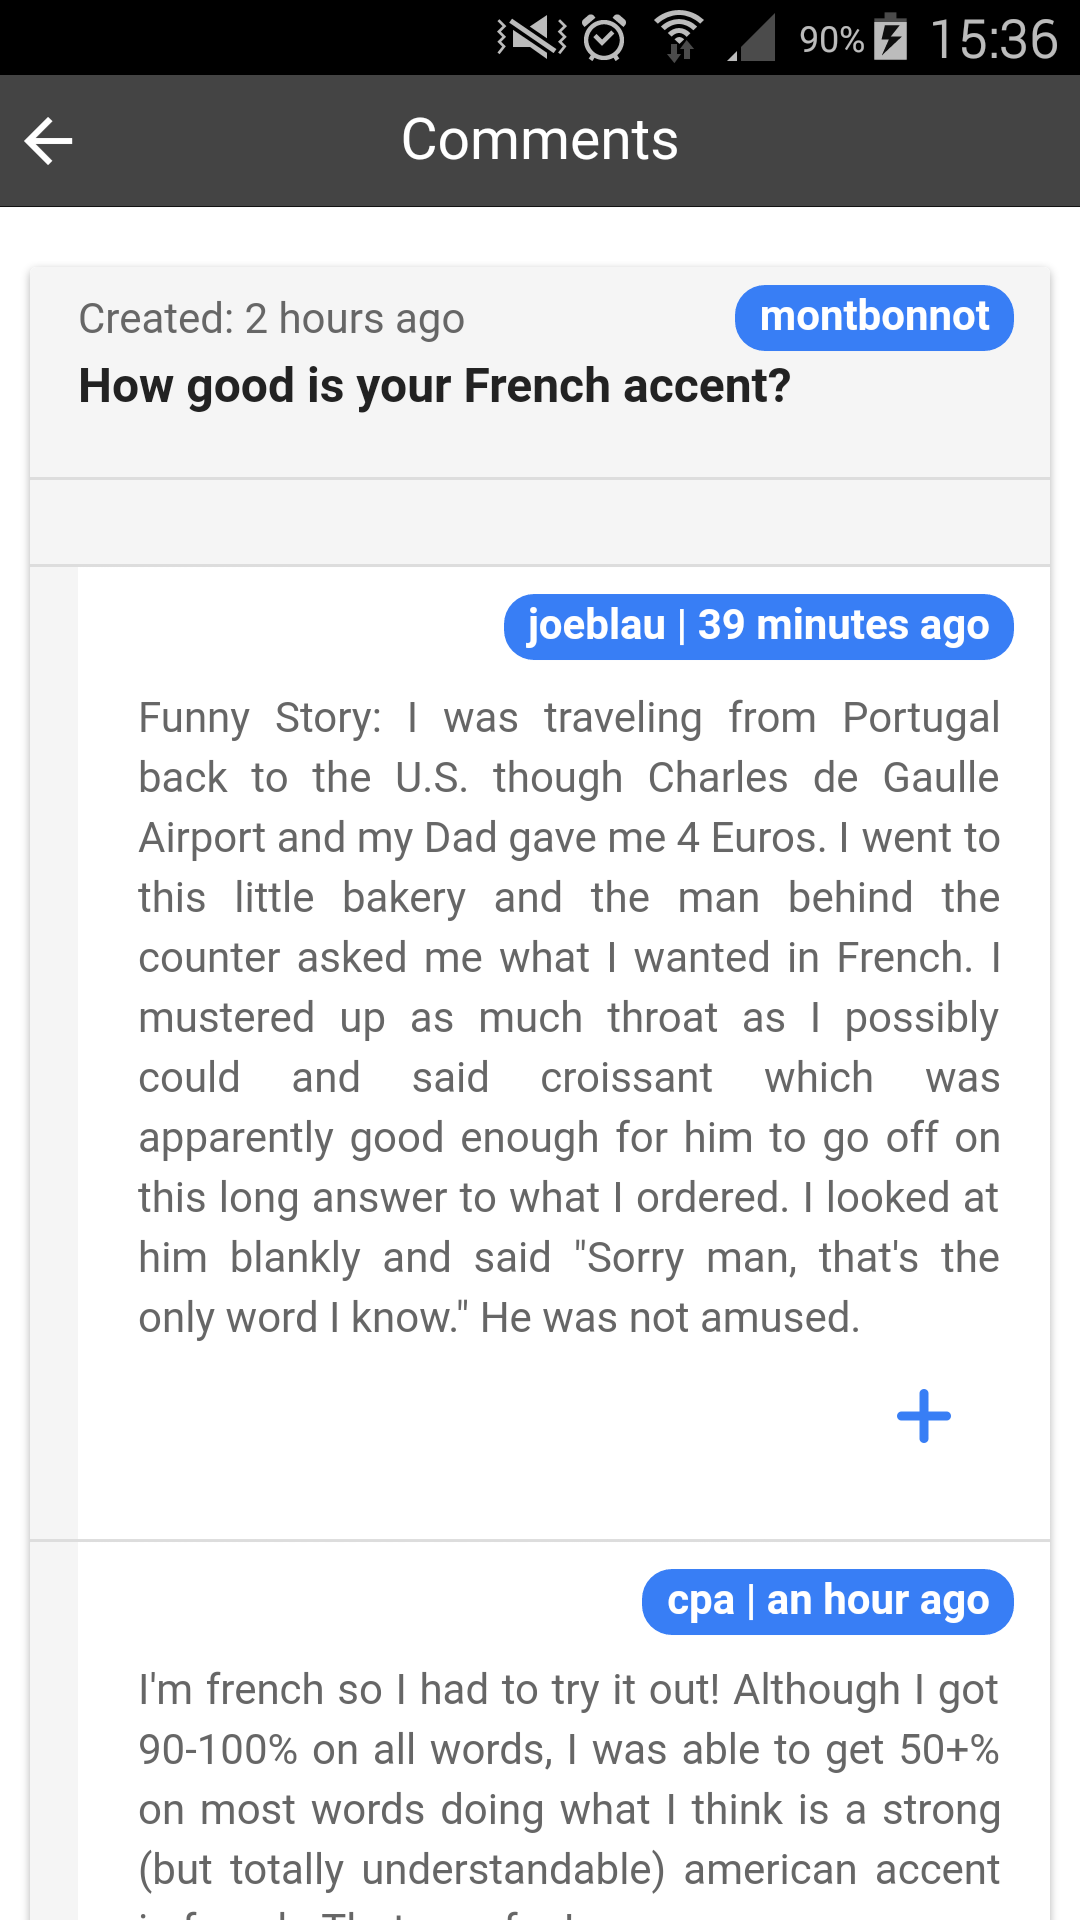 90% 15:36
Comments
Created: 2 hours ago montbonnot
How good is your French accent?
joeblau | 39 minutes ago
Funny Story: I was traveling from Portugal
back to the U.S. though Charles de Gaulle
Airport and my Dad gave me 4 Euros. I went to
this little bakery and the man behind the
counter asked me what I wanted in French. I
mustered up as much throat as I possibly
could and said croissant which was
apparently good enough for him to go off on
this long answer to what I ordered. I looked at
him blankly and said "Sorry man, that's the
only word I know." He was not amused.
cpa | an hour ago
I'm french so I had to try it out! Although I got
90-100% on all words, I was able to get 50+%
on most words doing what I think is a strong
(but totally understandable) american accent